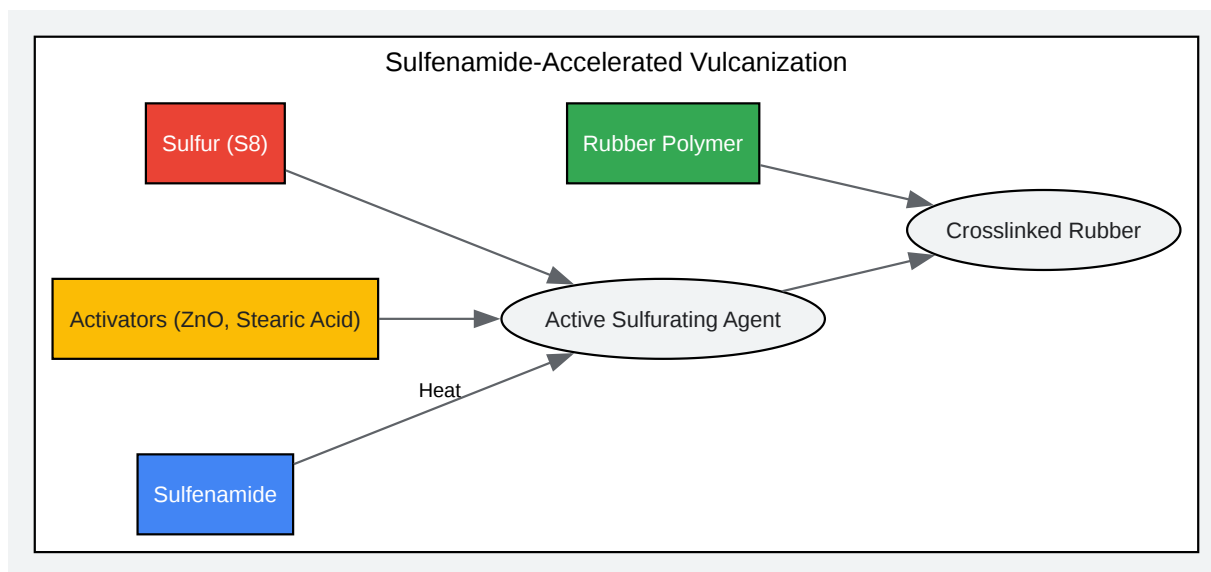 Sulfenamide-Accelerated Vulcanization
Sulfur (S8)
Rubber Polymer
Crosslinked Rubber
Activators (ZnO, Stearic Acid)
Active Sulfurating Agent
Heat
Sulfenamide